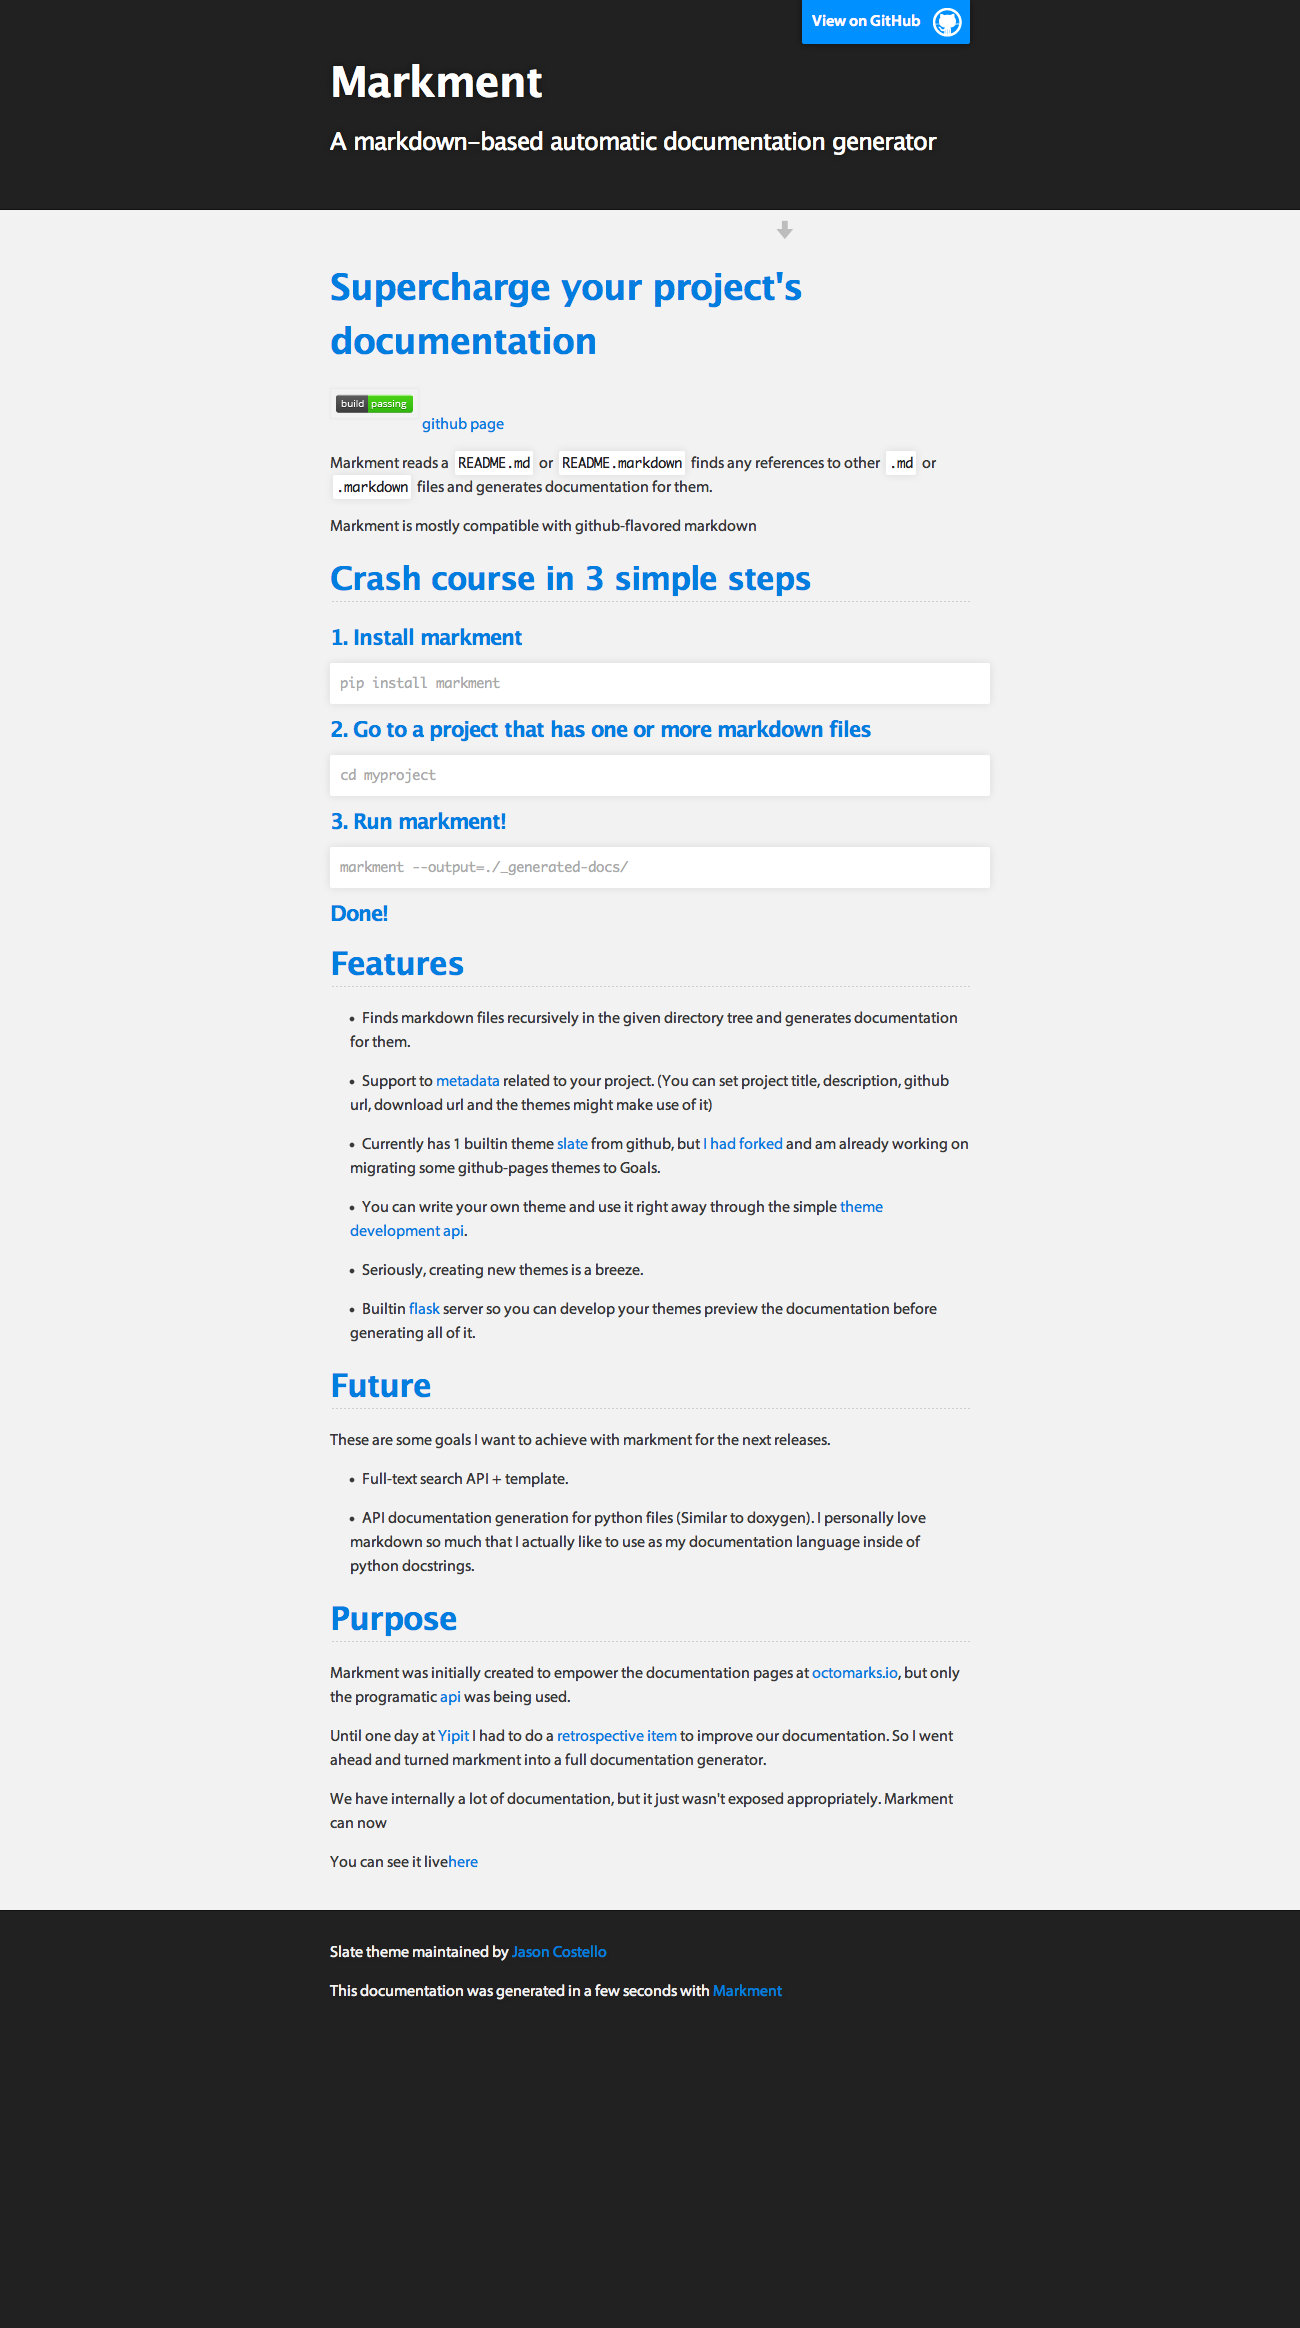 View on GitHub
Markment
A markdown-based automatic documentation generator
Supercharge your project's
documentation
build passing
github page
Markment reads a README.md or README.markdown finds any references to other .md or
.markdown files and generates documentation for them.
Markment is mostly compatible with github-flavored markdown
Crash course in 3 simple steps
1. Install markment
pip install markment
2. Go to a project that has one or more markdown files
cd myproject
3. Run markment!
markment --output=./_generated-docs/
Done!
Features
• Finds markdown files recursively in the given directory tree and generates documentation
for them.
• Support to metadata related to your project. (You can set project title, description, github
url, download url and the themes might make use of it)
• Currently has 1 builtin theme slate from github, but I had forked and am already working on
migrating some github-pages themes to Goals.
• You can write your own theme and use it right away through the simple theme
development api.
• Seriously, creating new themes is a breeze.
• Builtin flask server so you can develop your themes preview the documentation before
generating all of it.
Future
These are some goals I want to achieve with markment for the next releases.
• Full-text search API + template.
• API documentation generation for python files (Similar to doxygen). I personally love
markdown so much that I actually like to use as my documentation language inside of
python docstrings.
Purpose
Markment was initially created to empower the documentation pages at octomarks.io, but only
the programatic api was being used.
Until one day at Yipit I had to do a retrospective item to improve our documentation. So I went
ahead and turned markment into a full documentation generator.
We have internally a lot of documentation, but it just wasn't exposed appropriately. Markment
can now
You can see it livehere
Slate theme maintained by Jason Costello
This documentation was generated in a few seconds with Markment